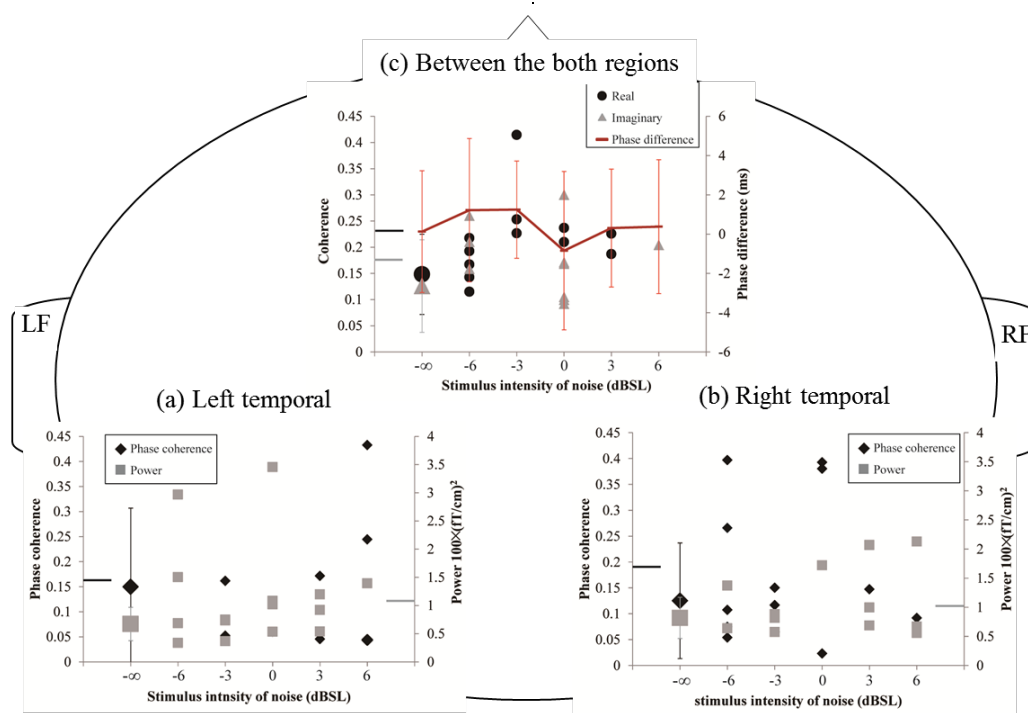 (c) Between the both regions
Real
Imaginary
Phase difference
0.45
0.4
0.35
0.3
0.25
0.2
0.15
0.1
0.05
0
Coherence
6
4
2
0
-2
-4
-6
Phase difference (ms)
-∞ -6 -3 0 3 6
Stimulus intensity of noise (dBSL)
LF
RF
(a) Left temporal
Phase coherence
Power
0.45
0.4
0.35
0.3
0.25
0.2
0.15
0.1
0.05
0
Phase coherence
4
3.5
3
2.5
2
1.5
1
0.5
0
Power 100×(fT/cm)²
-∞ -6 -3 0 3 6
Stimulus intnsity of noise (dBSL)
(b) Right temporal
Phase coherence
Power
0.45
0.4
0.35
0.3
0.25
0.2
0.15
0.1
0.05
0
Phase coherence
4
3.5
3
2.5
2
1.5
1
0.5
0
Power 100×(fT/cm)²
-∞ -6 -3 0 3 6
stimulus intensity of noise (dBSL)